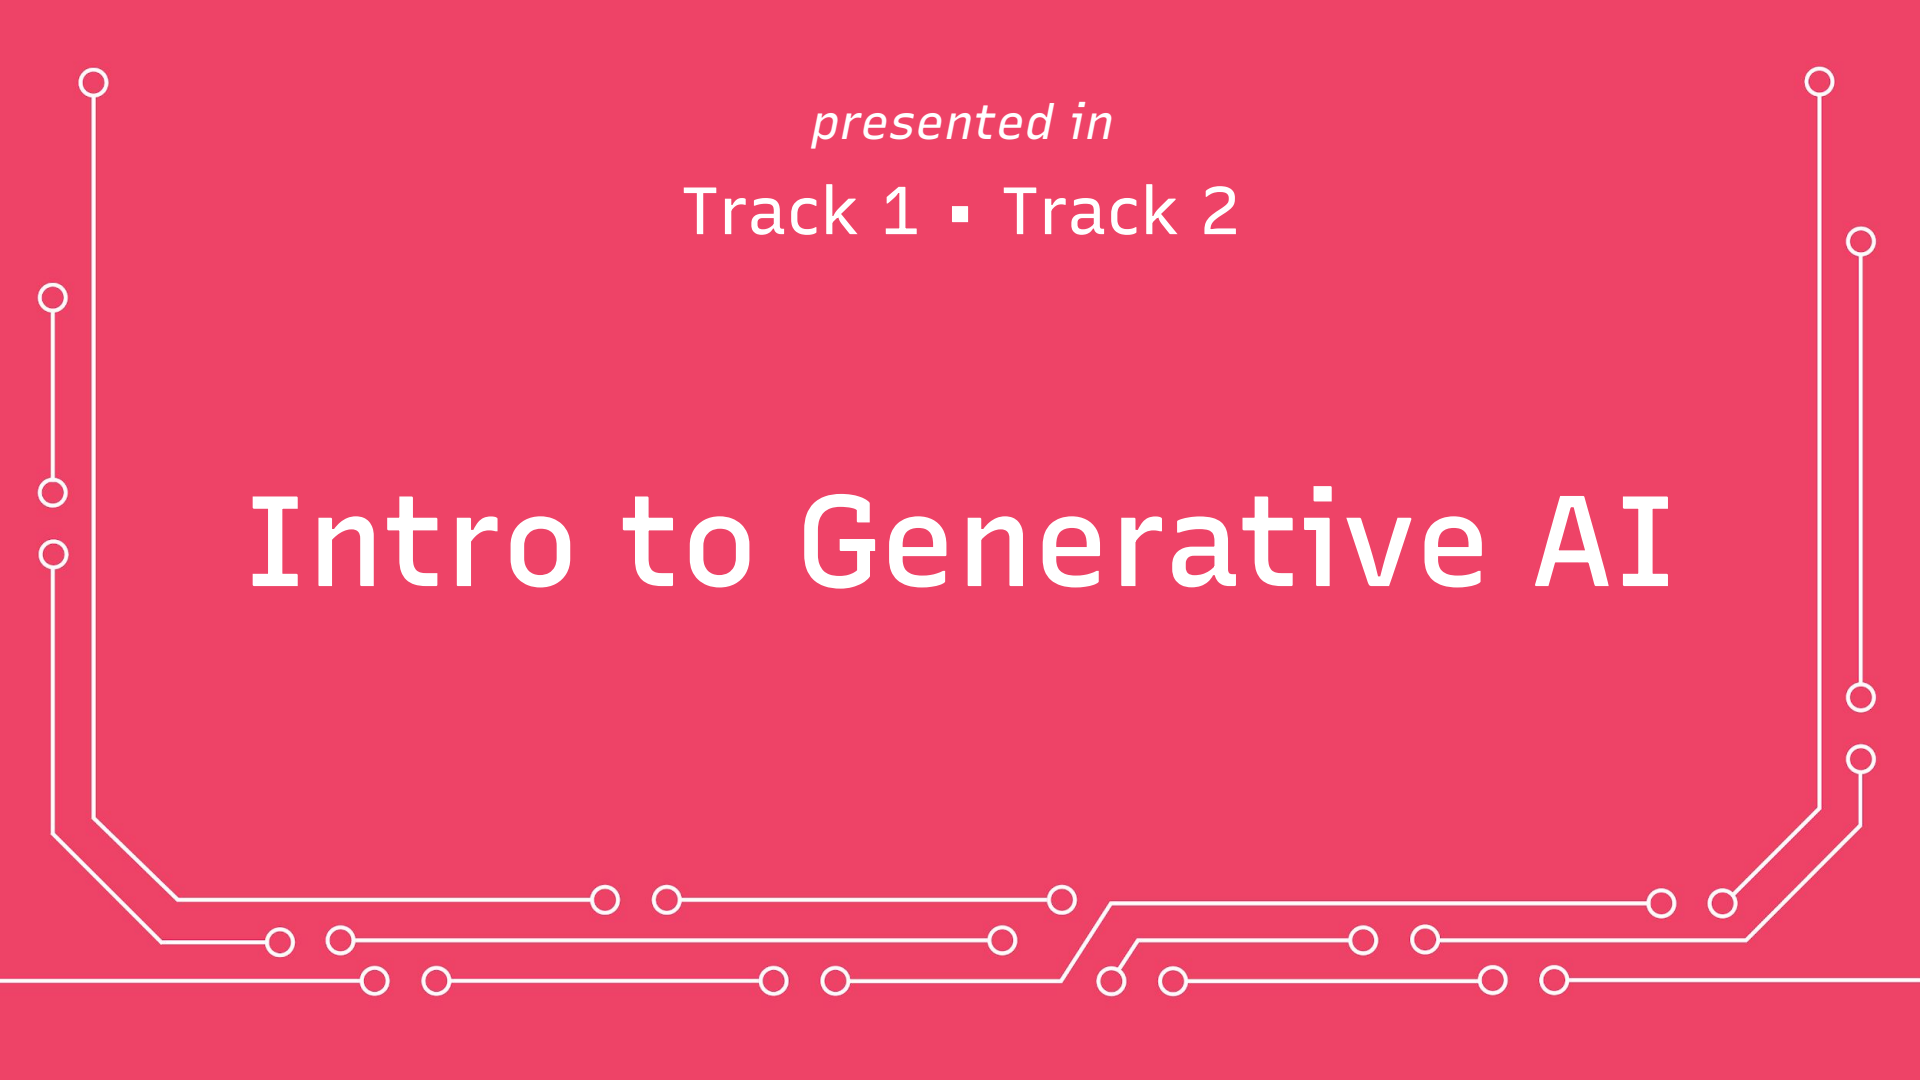 presented in
Track 1 ▪ Track 2
Intro to Generative AI